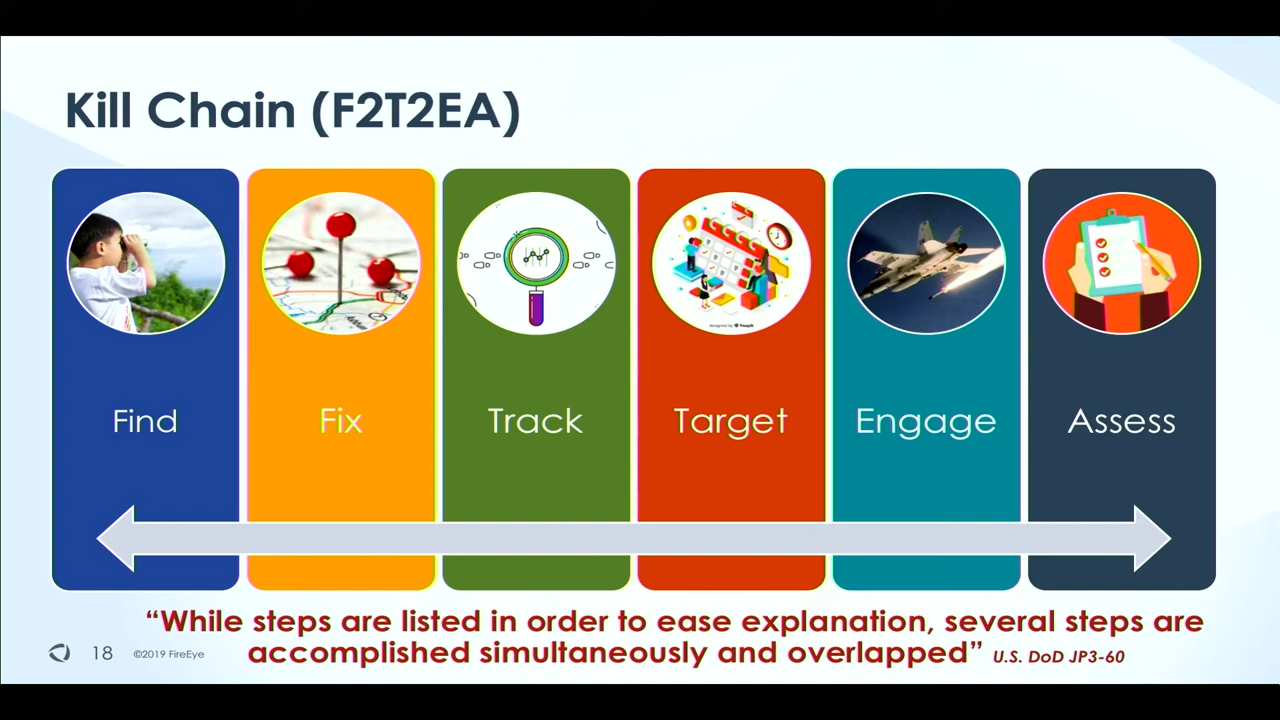 Kill Chain (F2T2EA)
Find
Fix
Track
Target
Engage
Assess
“While steps are listed in order to ease explanation, several steps are
accomplished simultaneously and overlapped” U.S. DoD JP3-60
18 ©2019 FireEye